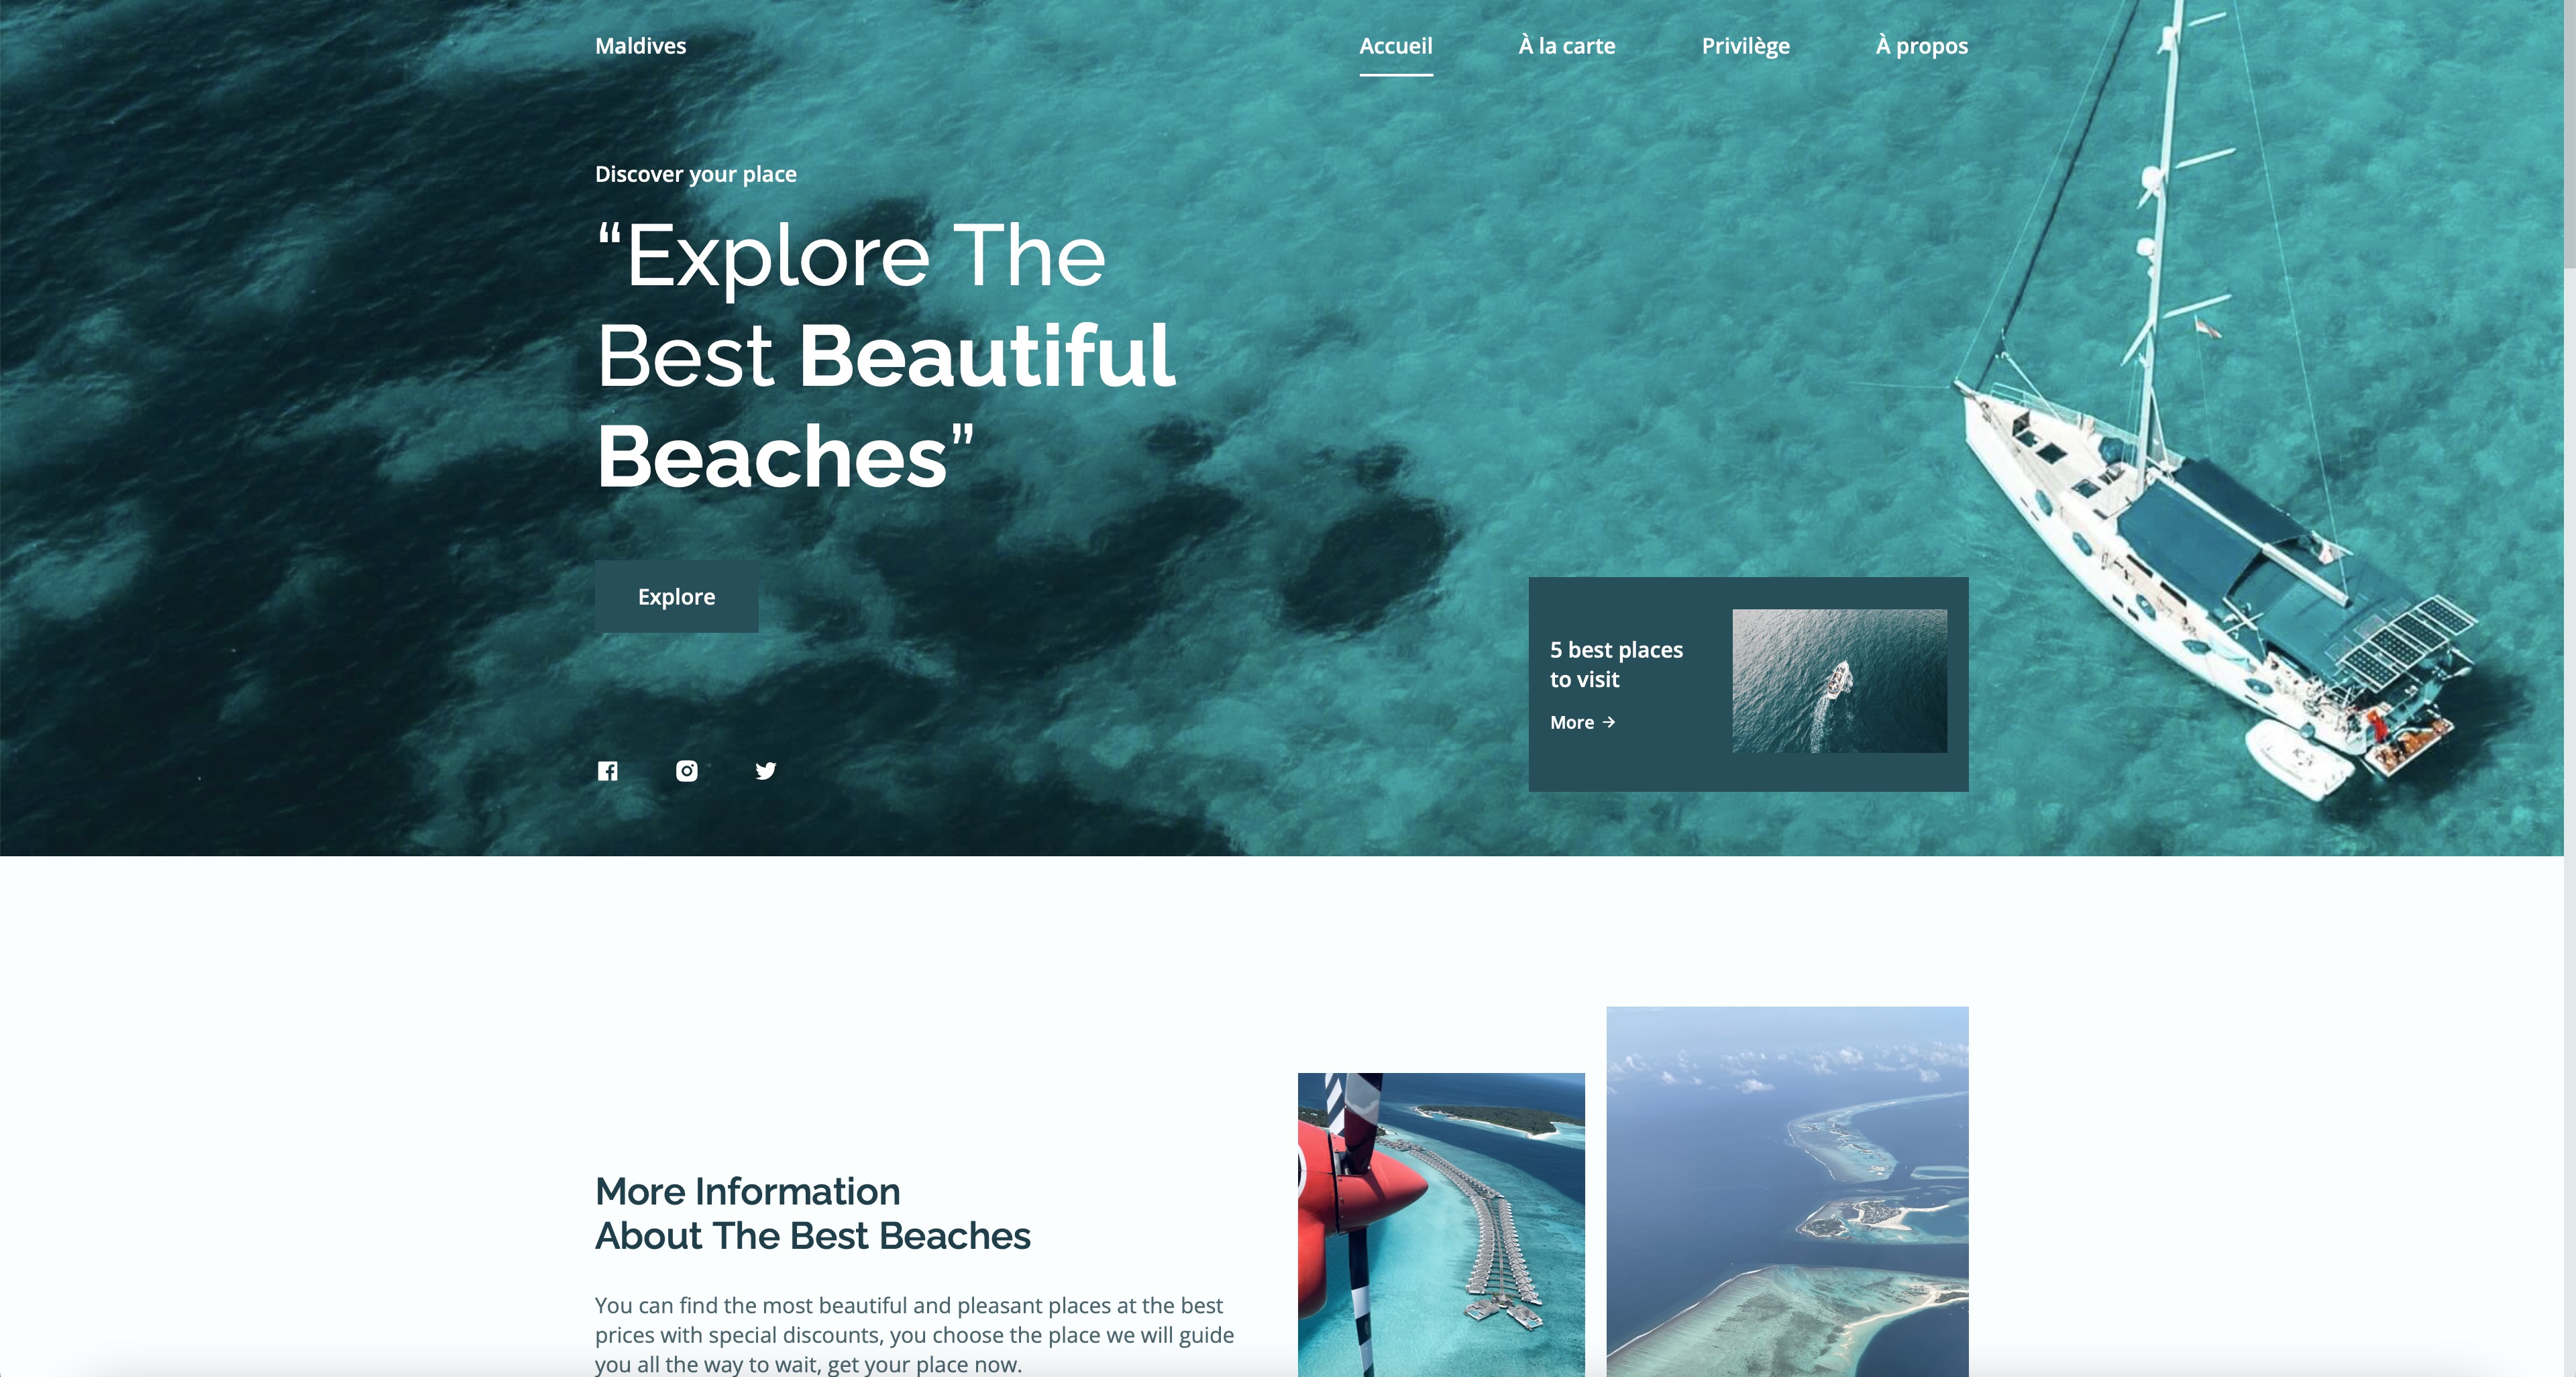 Maldives
Accueil
À la carte
Privilège
À propos
Discover your place
“Explore The
Best Beautiful
Beaches”
Explore
5 best places
to visit
More →
More Information
About The Best Beaches
You can find the most beautiful and pleasant places at the best
prices with special discounts, you choose the place we will guide
you all the way to wait, get your place now.